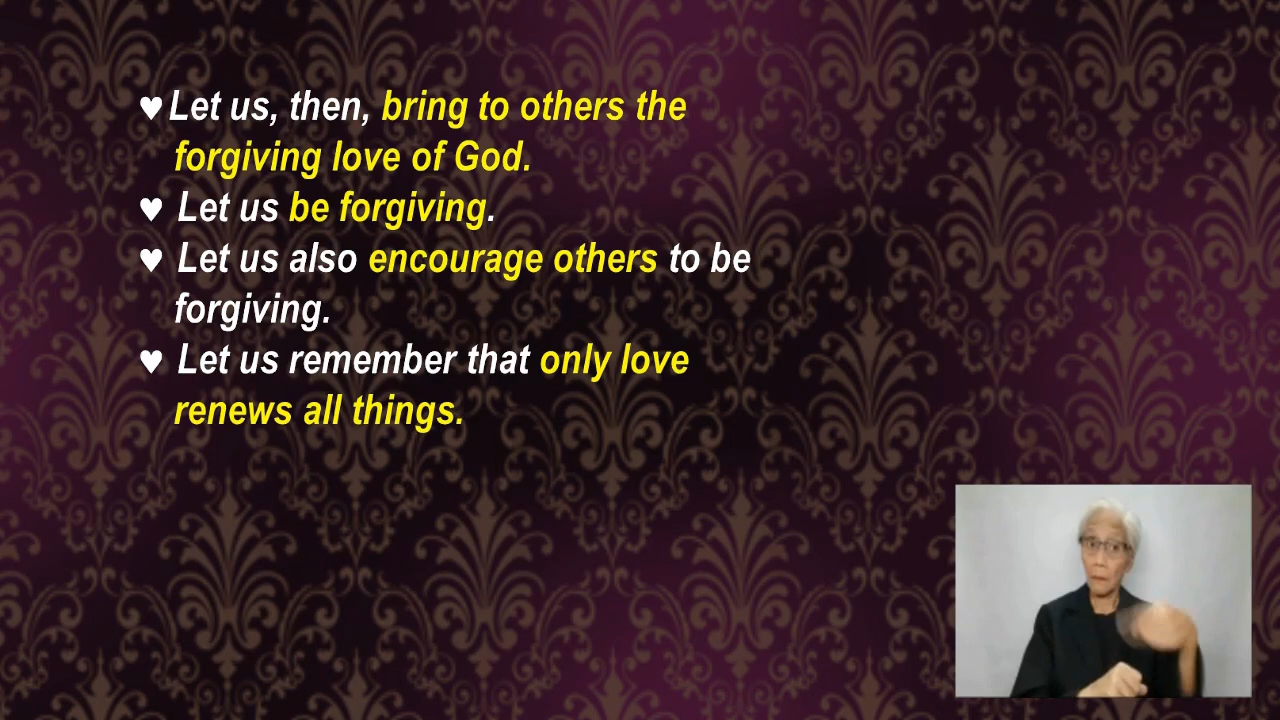 ♥Let us, then, bring to others the
forgiving love of God.
♥ Let us be forgiving.
♥ Let us also encourage others to be
forgiving.
♥ Let us remember that only love
renews all things.